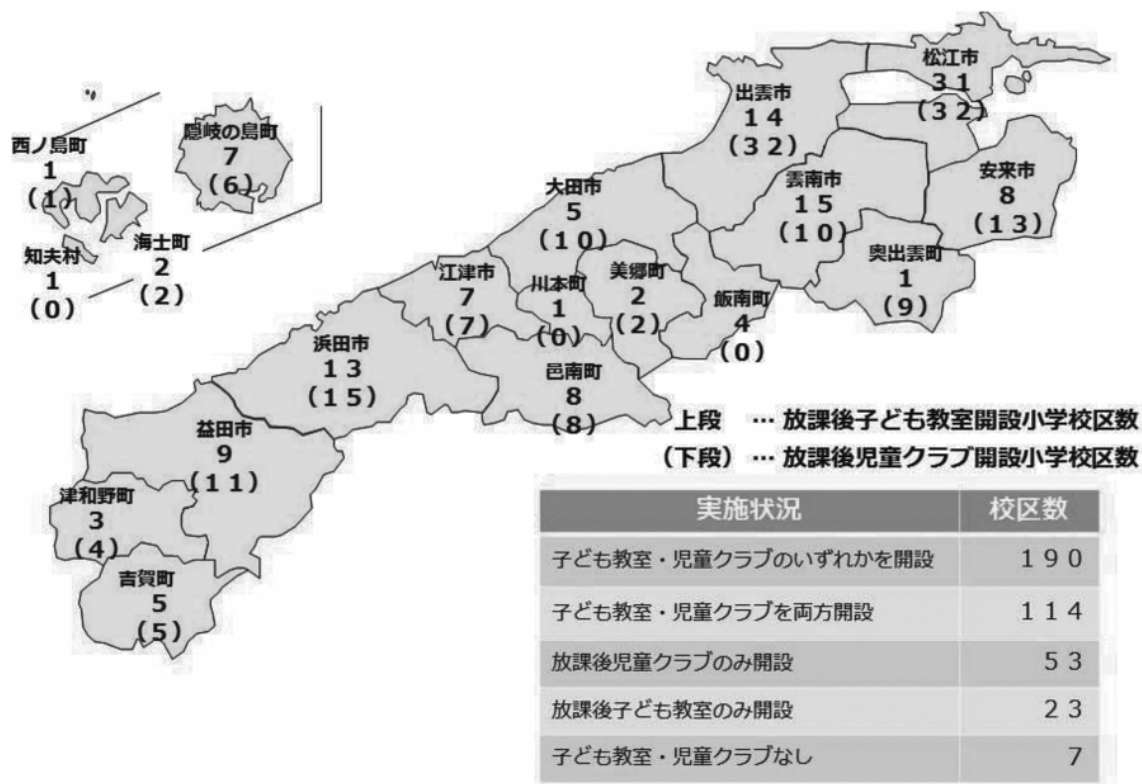 松江市
３１
（３２）
出雲市
１４
（３２）
隠岐の島町
７
（６）
西ノ島町
１
（１）
安来市
８
（１３）
雲南市
１５
（１０）
大田市
５
（１０）
海士町
２
（２）
知夫村
１
（０）
奥出雲町
１
（９）
美郷町
２
（２）
江津市
７
（７）
川本町
１
（０）
飯南町
４
（０）
浜田市
１３
（１５）
邑南町
８
（８）
益田市
９
（１１）
津和野町
３
（４）
吉賀町
５
（５）
上段 … 放課後子ども教室開設小学校区数
（下段） … 放課後児童クラブ開設小学校区数
実施状況 校区数
子ども教室・児童クラブのいずれかを開設 １９０
子ども教室・児童クラブを両方開設 １１４
放課後児童クラブのみ開設 ５３
放課後子ども教室のみ開設 ２３
子ども教室・児童クラブなし ７